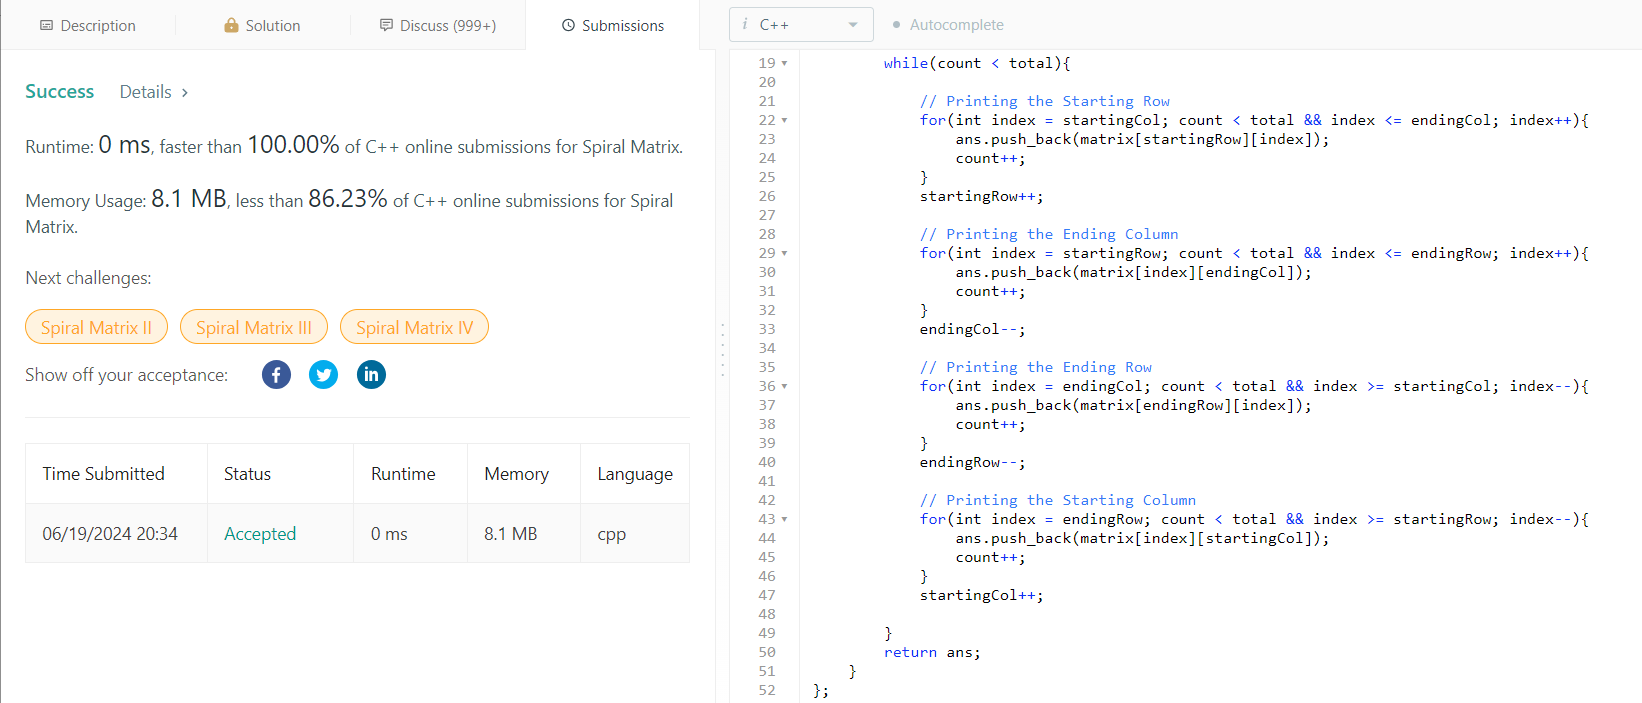 Description
Solution
Discuss (999+)
Submissions
Success
Details >
Runtime: 0 ms, faster than 100.00% of C++ online submissions for Spiral Matrix.
Memory Usage: 8.1 MB, less than 86.23% of C++ online submissions for Spiral
Matrix.
Next challenges:
Spiral Matrix II
Spiral Matrix III
Spiral Matrix IV
Show off your acceptance:
f
in
Time Submitted Status Runtime Memory Language
06/19/2024 20:34 Accepted 0 ms 8.1 MB cpp
i C++
Autocomplete
19 while(count < total){
20
21 // Printing the Starting Row
22 for(int index = startingCol; count < total && index <= endingCol; index++){
23 ans.push_back(matrix[startingRow][index]);
24 count++;
25 }
26 startingRow++;
27
28 // Printing the Ending Column
29 for(int index = startingRow; count < total && index <= endingRow; index++){
30 ans.push_back(matrix[index][endingCol]);
31 count++;
32 }
33 endingCol--;
34
35 // Printing the Ending Row
36 for(int index = endingCol; count < total && index >= startingCol; index--){
37 ans.push_back(matrix[endingRow][index]);
38 count++;
39 }
40 endingRow--;
41
42 // Printing the Starting Column
43 for(int index = endingRow; count < total && index >= startingRow; index--){
44 ans.push_back(matrix[index][startingCol]);
45 count++;
46 }
47 startingCol++;
48
49 }
50 return ans;
51 }
52 };